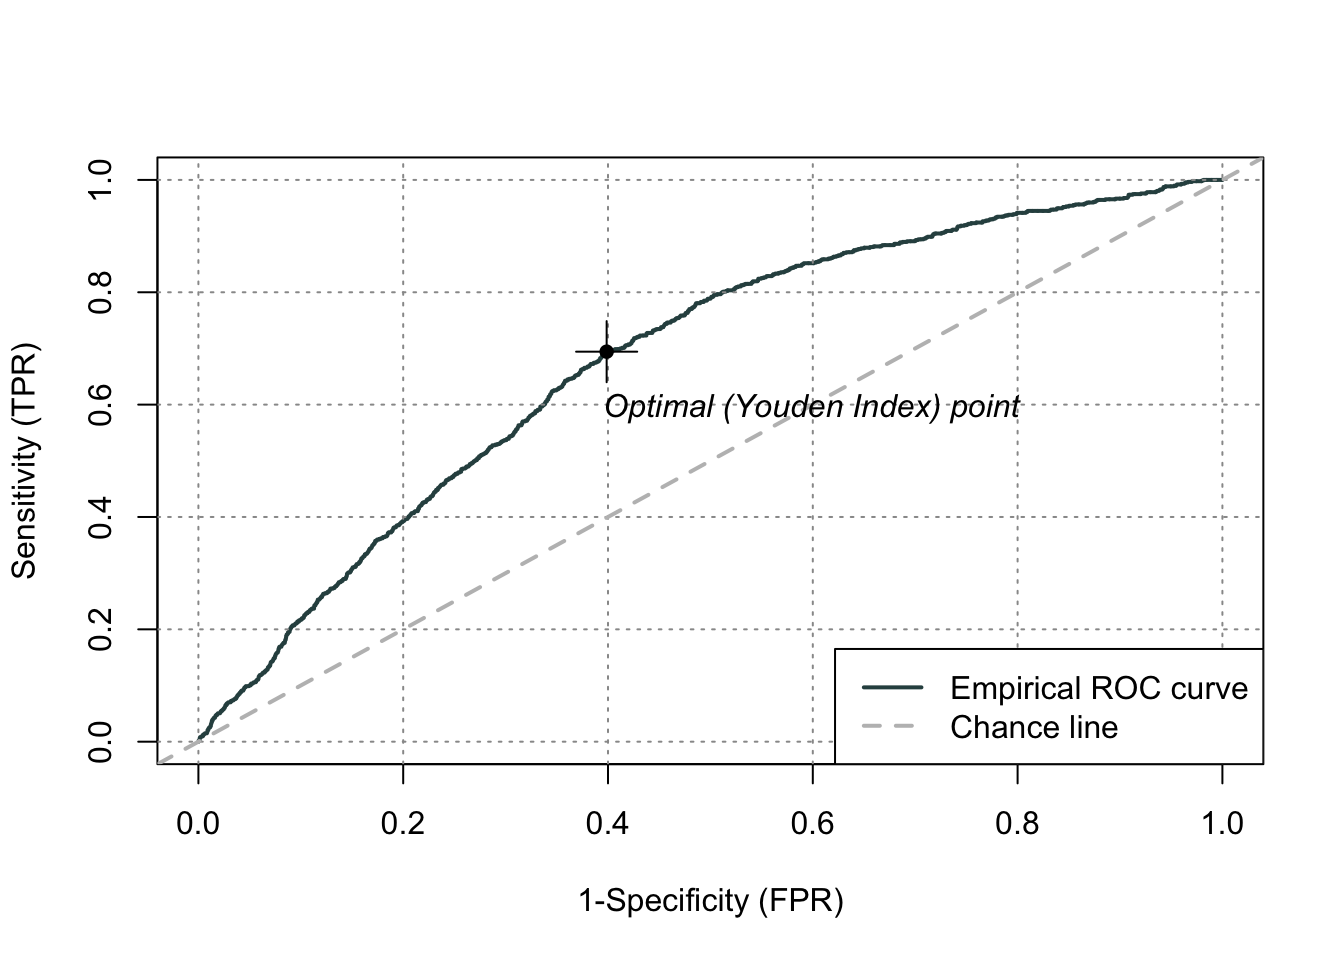 Sensitivity (TPR)
1.0
0.8
0.6
0.4
0.2
0.0
Optimal (Youden Index) point
Empirical ROC curve
Chance line
0.0 0.2 0.4 0.6 0.8 1.0
1-Specificity (FPR)